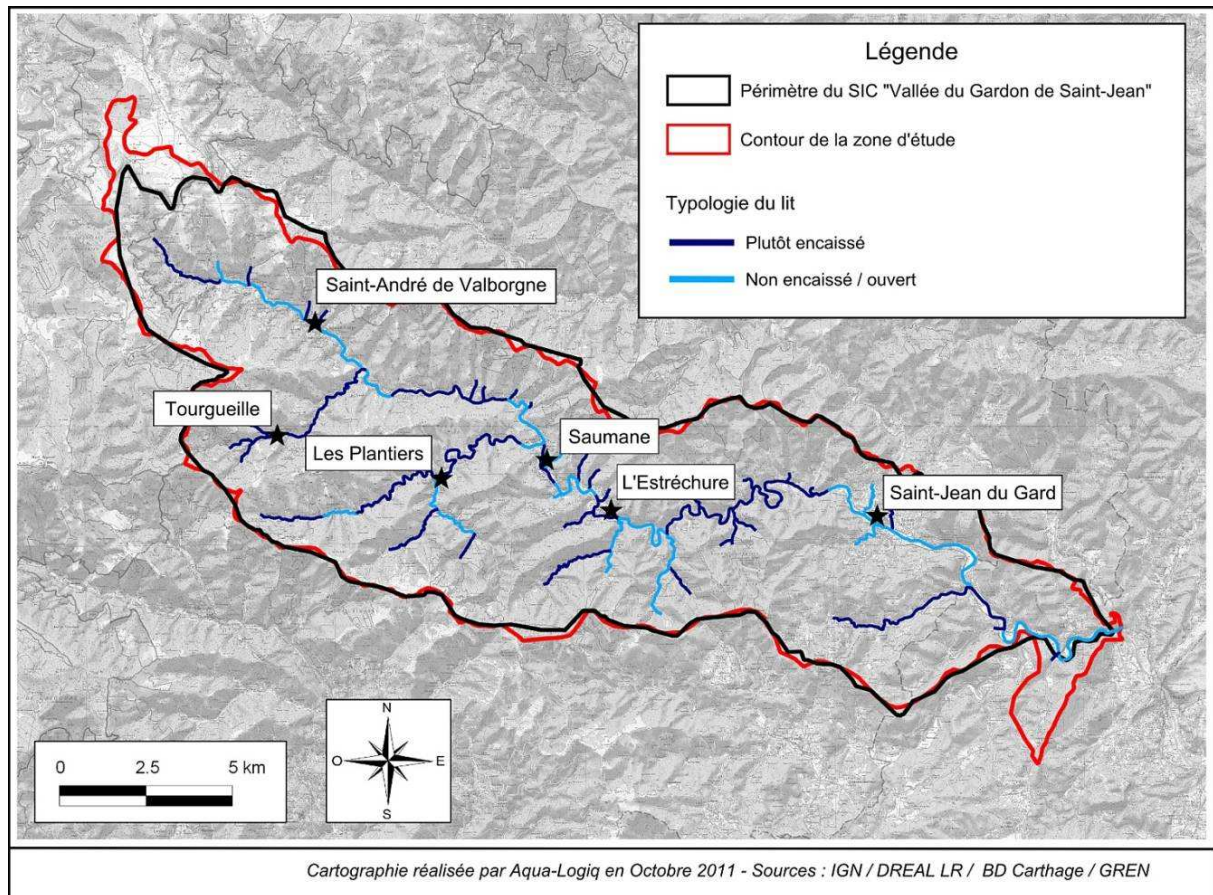 Légende
Périmètre du SIC "Vallée du Gardon de Saint-Jean"
Contour de la zone d'étude
Typologie du lit
Plutôt encaissé
Non encaissé / ouvert
Saint-André de Valborgne
Tourgueille
Les Plantiers
Saumane
L'Estréchure
Saint-Jean du Gard
N
O E
S
0 2.5 5 km
Cartographie réalisée par Aqua-Logiq en Octobre 2011 - Sources : IGN / DREAL LR / BD Carthage / GREN